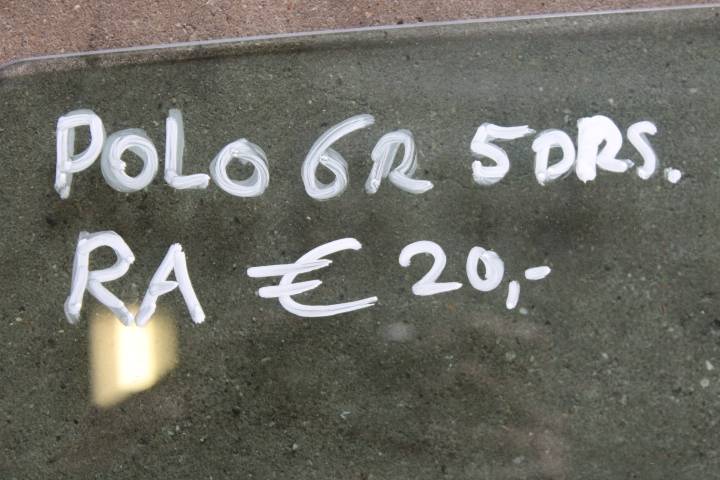 POLO 6R 5DRS.
RA € 20,-